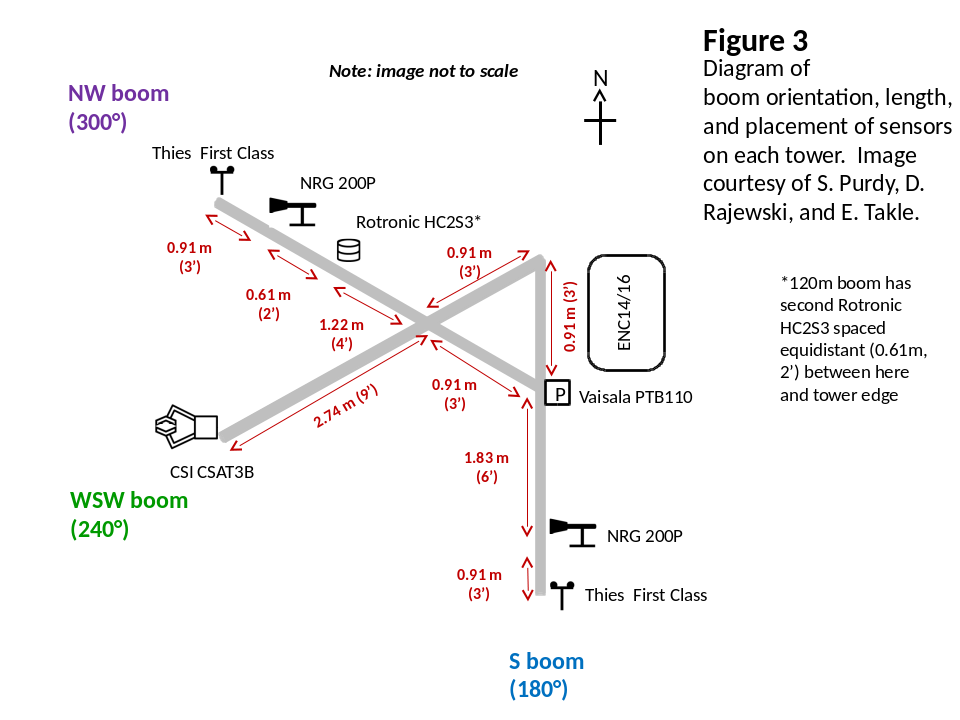 Figure 3
Diagram of
boom orientation, length,
and placement of sensors
on each tower.  Image
courtesy of S. Purdy, D.
Rajewski, and E. Takle.
Note: image not to scale
N
NW boom
(300°)
Thies  First Class
NRG 200P
Rotronic HC2S3*
0.91 m
(3’)
0.61 m
(2’)
1.22 m
(4’)
0.91 m
(3’)
0.91 m (3’)
ENC14/16
*120m boom has
second Rotronic
HC2S3 spaced
equidistant (0.61m,
2’) between here
and tower edge
2.74 m (9’)
0.91 m
(3’)
P
Vaisala PTB110
CSI CSAT3B
WSW boom
(240°)
1.83 m
(6’)
NRG 200P
0.91 m
(3’)
Thies  First Class
S boom
(180°)